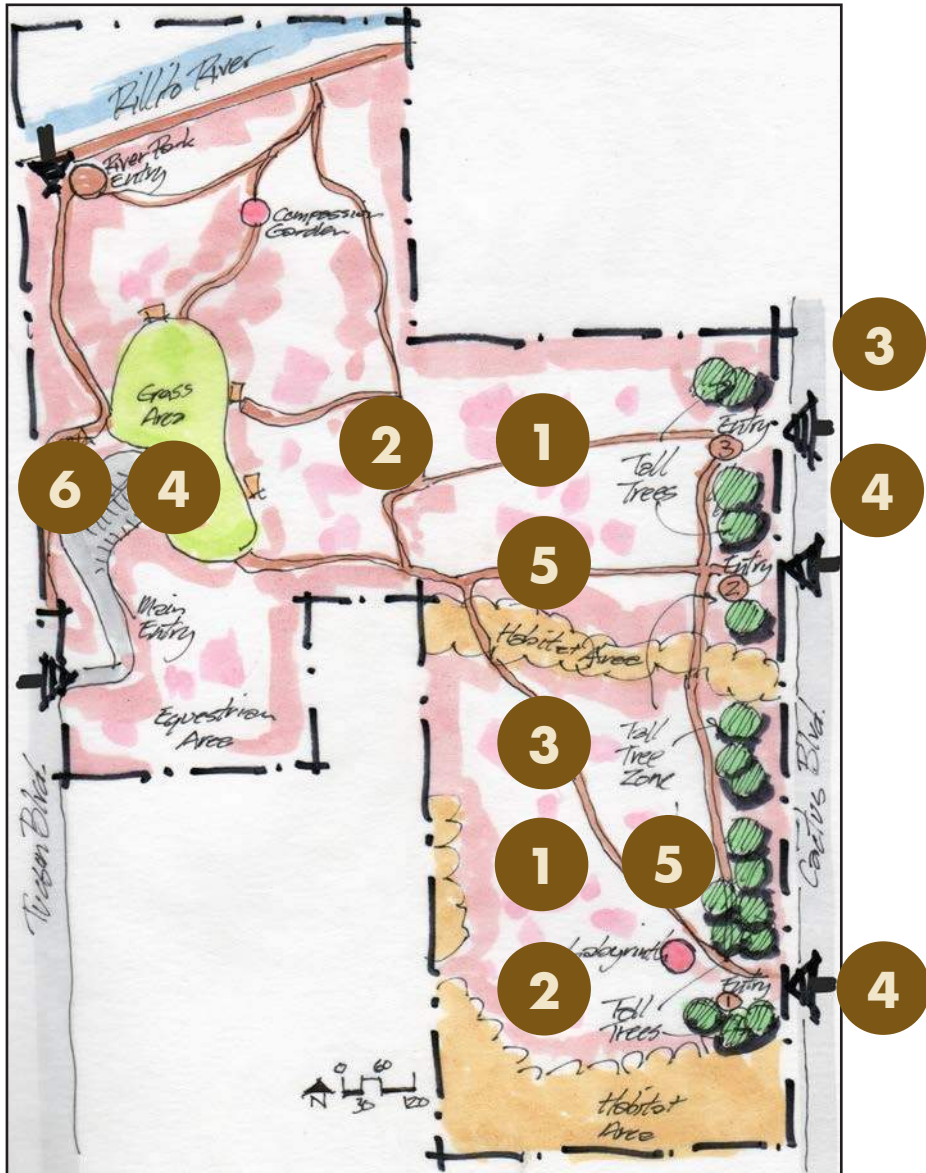 Rillito River
River Park
Entry
Compassion
Garden
3
Grass
Area
2
1
Entry
3
6
4
Tall
Trees
4
5
Entry
2
Main
Entry
Habitat Area
Equestrian
Area
3
Tall
Tree
Zone
Tucson Blvd.
Cactus Blvd.
1
5
Labyrinth
2
Entry
1
4
Tall
Trees
0 60
N 30 120
Habitat
Area